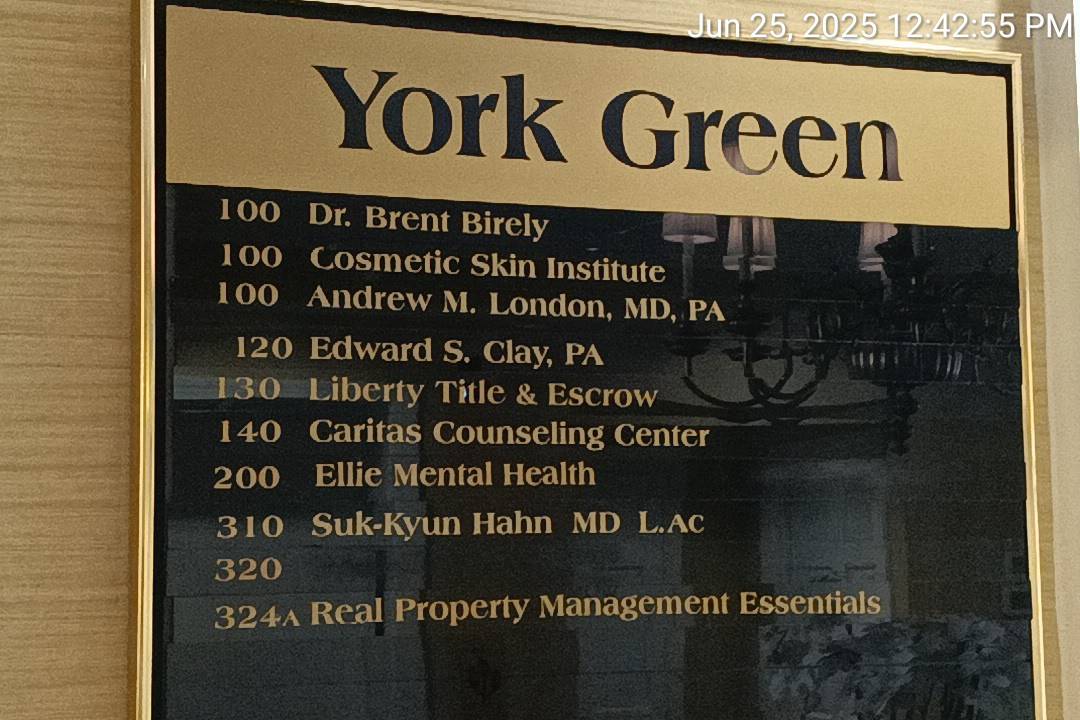 Jun 25, 2025 12:42:55 PM
York Green
100 Dr. Brent Birely
100 Cosmetic Skin Institute
100 Andrew M. London, MD, PA
120 Edward S. Clay, PA
130 Liberty Title & Escrow
140 Caritas Counseling Center
200 Ellie Mental Health
310 Suk-Kyun Hahn MD L.AC
320
324A Real Property Management Essentials